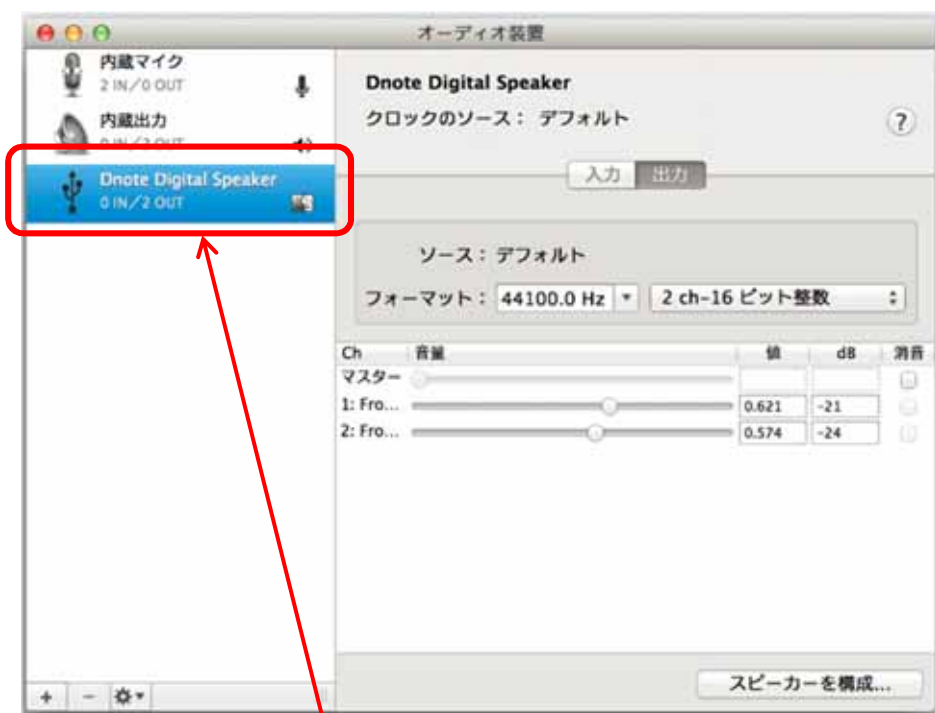 オーディオ装置
内蔵マイク
2 IN/0 OUT
内蔵出力
0 IN/2 OUT
Dnote Digital Speaker
0 IN/2 OUT
Dnote Digital Speaker
クロックのソース: デフォルト
?
入力 出力
ソース: デフォルト
フォーマット: 44100.0 Hz 2 ch-16 ビット整数
Ch 音量 値 dB 消音
マスター
1: Fro... 0.621 -21
2: Fro... 0.574 -24
+ -
スピーカーを構成...